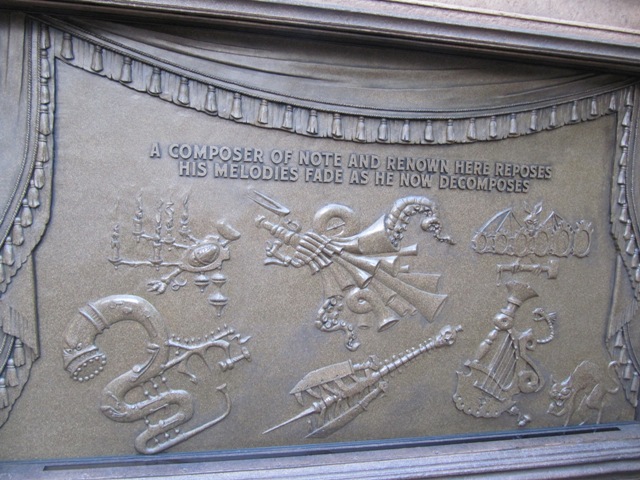 A COMPOSER OF NOTE AND RENOWN HERE REPOSES
HIS MELODIES FADE AS HE NOW DECOMPOSES